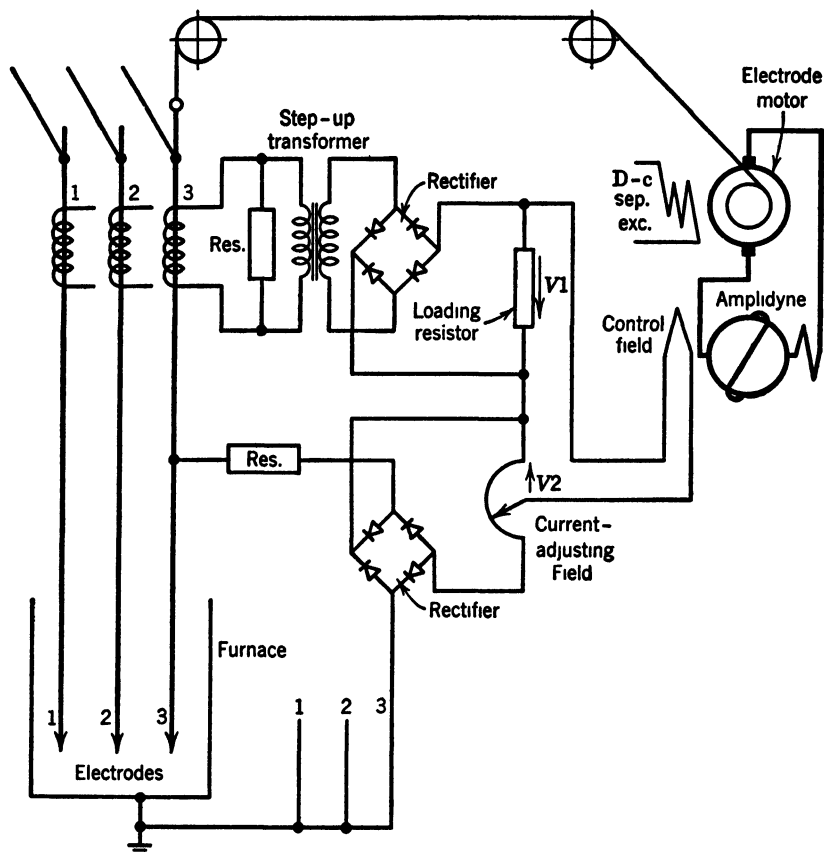 Electrode
motor
Step-up
transformer
Rectifier
D-c
sep.
exc.
1
2
3
Res.
V1
Loading
resistor
Control
field
Amplidyne
Res.
V2
Current-
adjusting
Field
Rectifier
Furnace
1
2
3
1
2
3
Electrodes